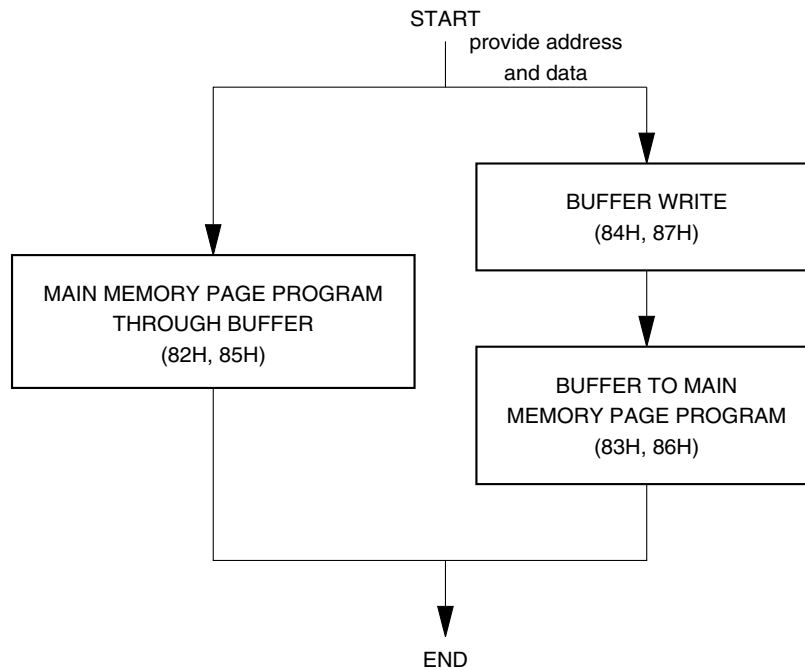 START
provide address
and data
BUFFER WRITE
(84H, 87H)
MAIN MEMORY PAGE PROGRAM
THROUGH BUFFER
(82H, 85H)
BUFFER TO MAIN
MEMORY PAGE PROGRAM
(83H, 86H)
END